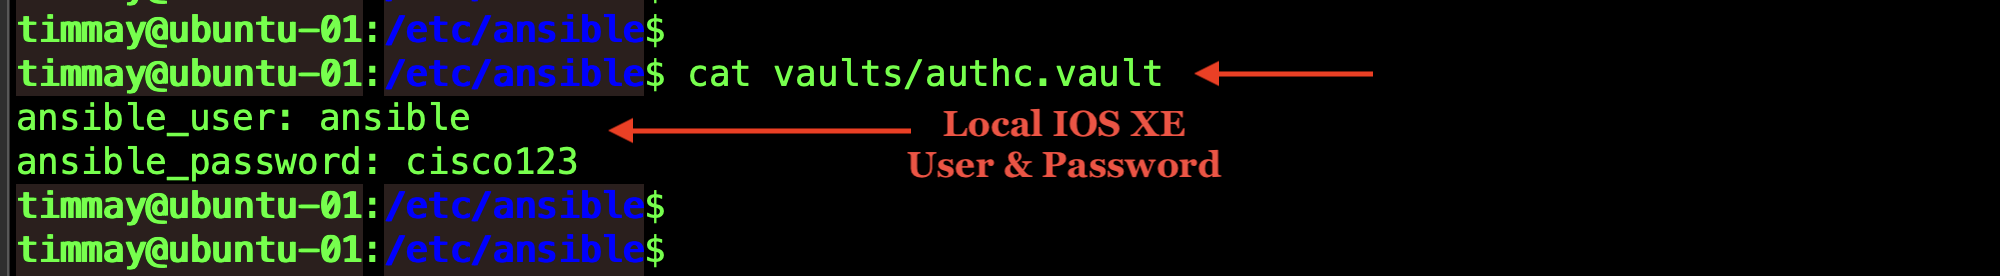 timmay@ubuntu-01:/etc/ansible$
timmay@ubuntu-01:/etc/ansible$ cat vaults/authc.vault
ansible_user: ansible
Local IOS XE
User & Password
ansible_password: cisco123
timmay@ubuntu-01:/etc/ansible$
timmay@ubuntu-01:/etc/ansible$